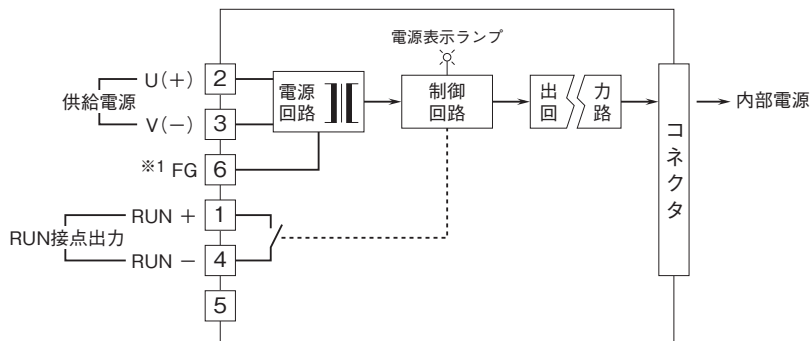 電源表示ランプ
供給電源
U(+)
2
V(−)
3
※1 FG
6
電源
回路
制御
回路
出
回
力
路
コネクタ
内部電源
RUN接点出力
RUN +
1
RUN −
4
5